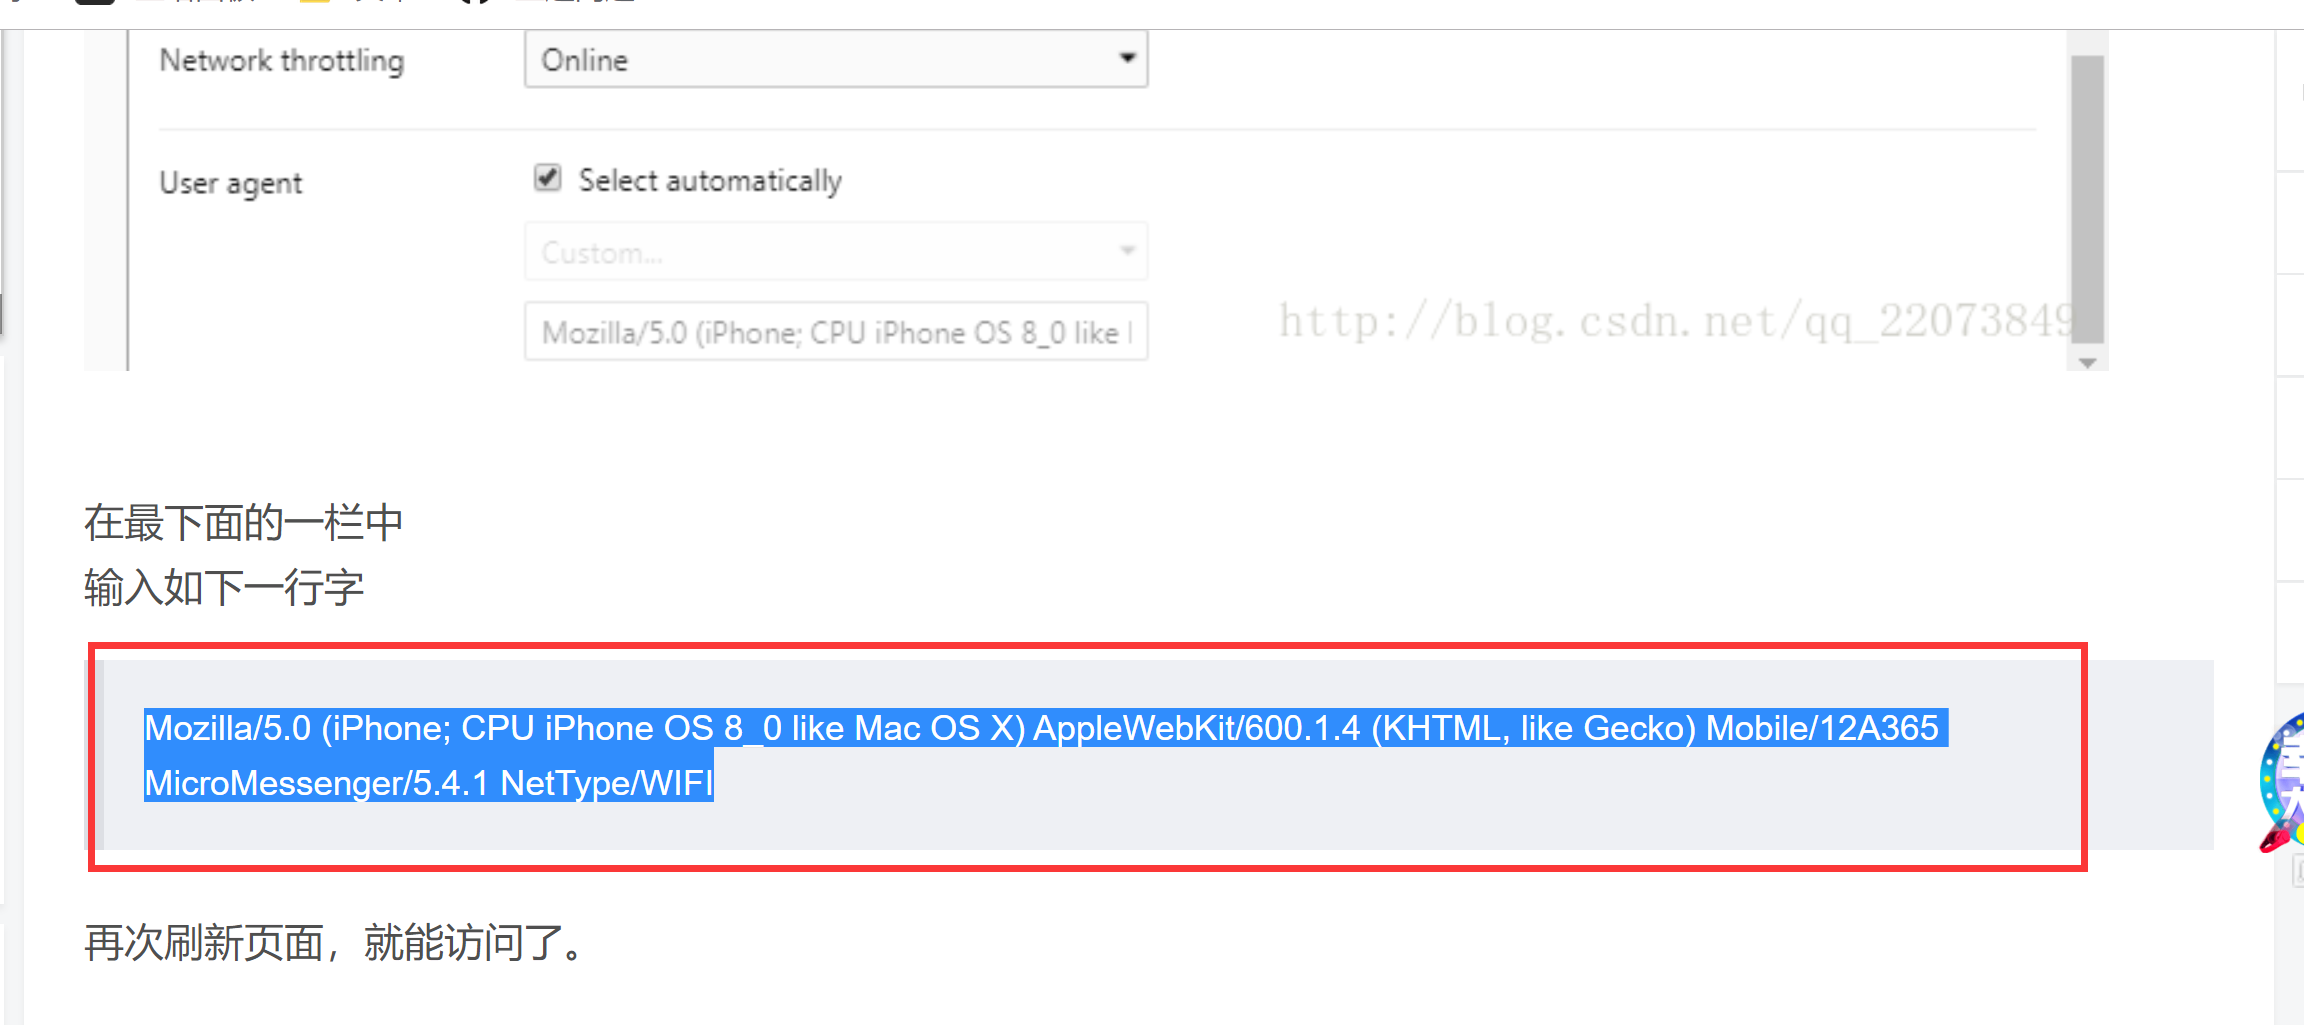 Network throttling
Online
User agent
Select automatically
Custom...
Mozilla/5.0 (iPhone; CPU iPhone OS 8_0 like
http://blog.csdn.net/qq_22073849
在最下面的一栏中
输入如下一行字
Mozilla/5.0 (iPhone; CPU iPhone OS 8_0 like Mac OS X) AppleWebKit/600.1.4 (KHTML, like Gecko) Mobile/12A365
MicroMessenger/5.4.1 NetType/WIFI
再次刷新页面，就能访问了。